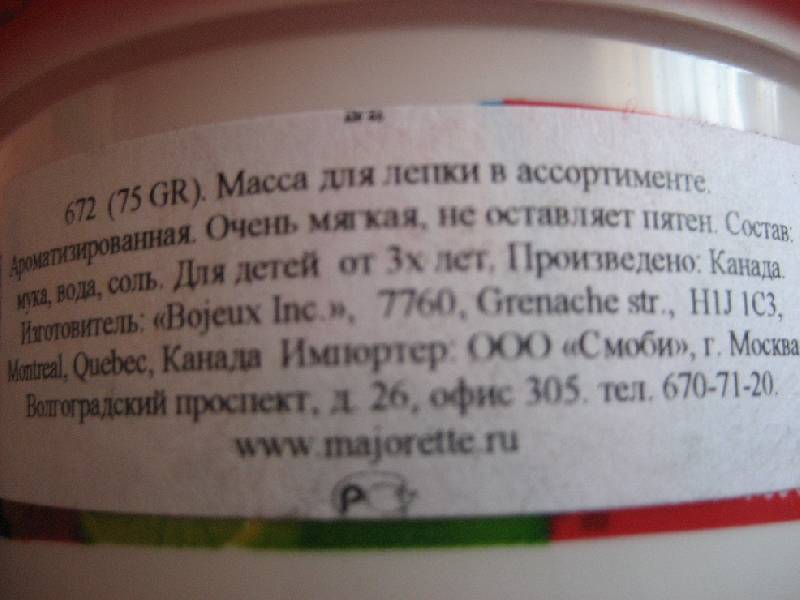 672 (75 GR). Масса для лепки в ассортименте.
Ароматизированная. Очень мягкая, не оставляет пятен. Состав:
мука, вода, соль. Для детей от 3х лет, Произведено: Канада.
Изготовитель: «Bojeux Inc.», 7760, Grenache str., H1J 1C3,
Montreal, Quebec, Канада Импортер: ООО «Смоби», г. Москва
Волгоградский проспект, д. 26, офис 305. тел. 670-71-20.
www.majorette.ru